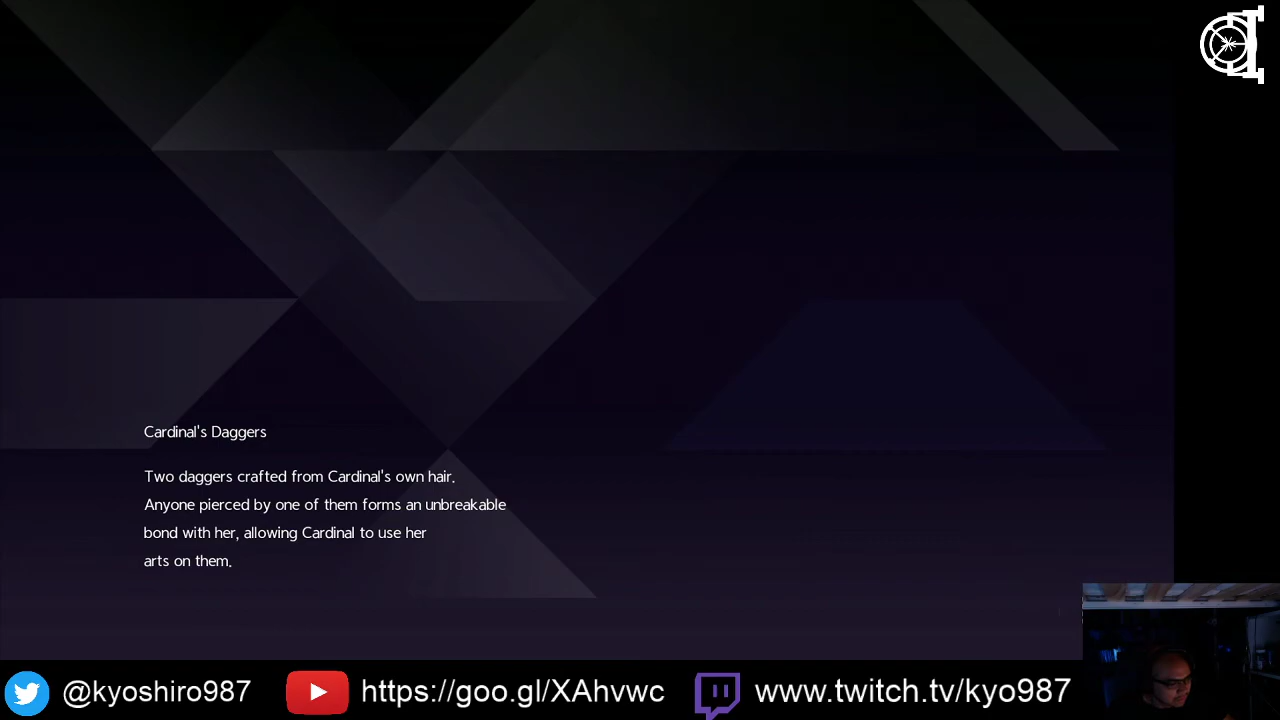 Cardinal's Daggers
Two daggers crafted from Cardinal's own hair.
Anyone pierced by one of them forms an unbreakable
bond with her, allowing Cardinal to use her
arts on them.
@kyoshiro987
https://goo.gl/XAhvwc
www.twitch.tv/kyo987